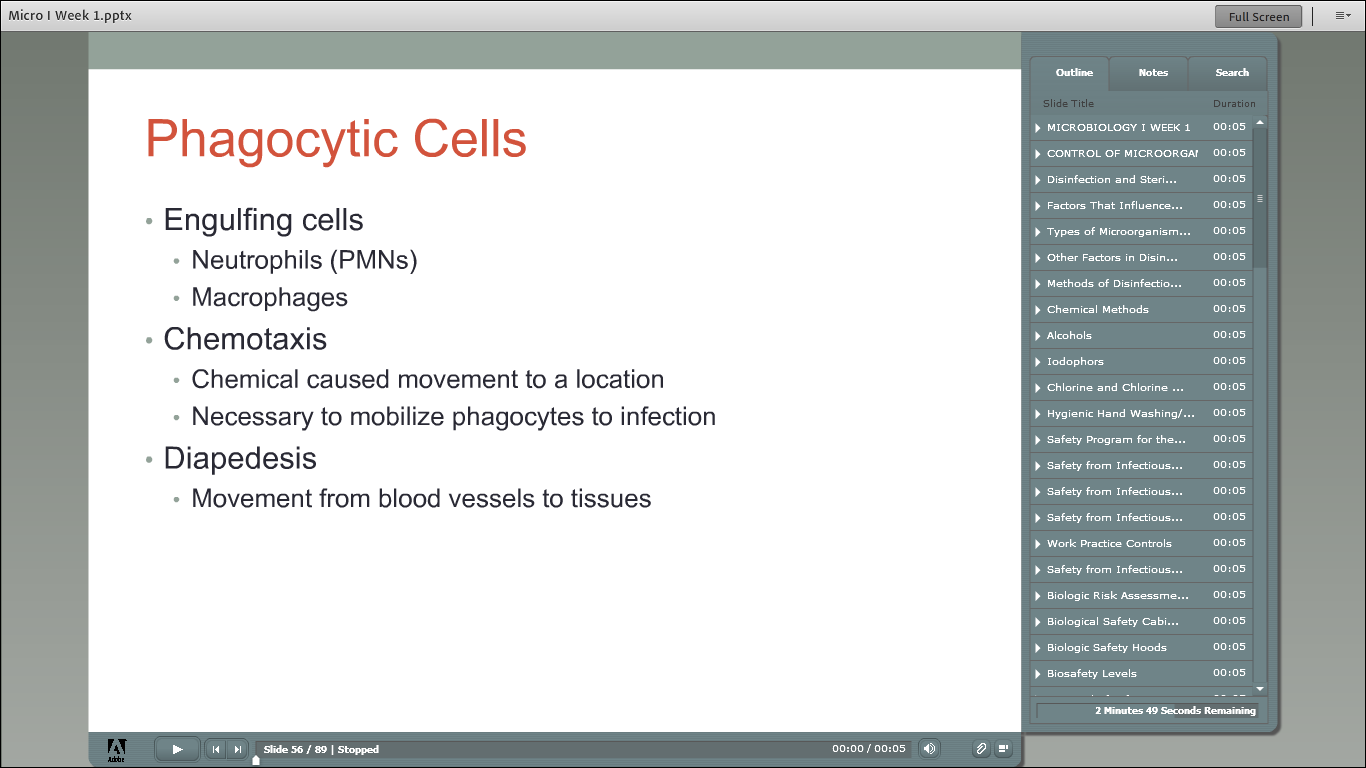 Micro I Week 1.pptx
Full Screen
Phagocytic Cells
• Engulfing cells
• Neutrophils (PMNs)
• Macrophages
• Chemotaxis
• Chemical caused movement to a location
• Necessary to mobilize phagocytes to infection
• Diapedesis
• Movement from blood vessels to tissues
Outline Notes Search
Slide Title Duration
MICROBIOLOGY I WEEK 1 00:05
CONTROL OF MICROORGAN 00:05
Disinfection and Steri... 00:05
Factors That Influence... 00:05
Types of Microorganism... 00:05
Other Factors in Disin... 00:05
Methods of Disinfectio... 00:05
Chemical Methods 00:05
Alcohols 00:05
Iodophors 00:05
Chlorine and Chlorine ... 00:05
Hygienic Hand Washing/... 00:05
Safety Program for the... 00:05
Safety from Infectious... 00:05
Safety from Infectious... 00:05
Safety from Infectious... 00:05
Work Practice Controls 00:05
Safety from Infectious... 00:05
Biologic Risk Assessme... 00:05
Biological Safety Cabi... 00:05
Biologic Safety Hoods 00:05
Biosafety Levels 00:05
2 Minutes 49 Seconds Remaining
Adobe
Slide 56 / 89 | Stopped 00:00 / 00:05